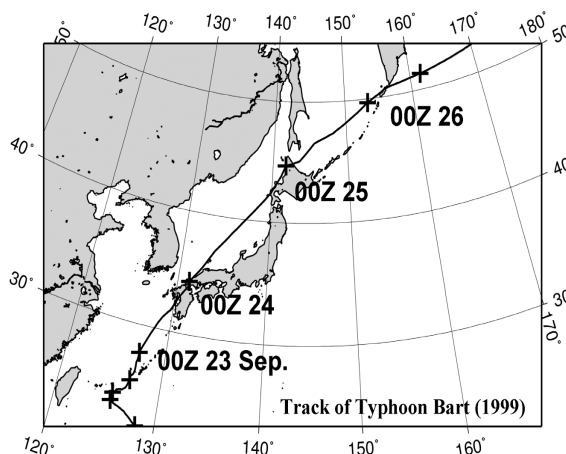 120° 130° 140° 150° 160° 170° 180°
50° 50
40° 40
30° 30
170°
00Z 26
00Z 25
00Z 24
00Z 23 Sep.
Track of Typhoon Bart (1999)
120° 130° 140° 150° 160°